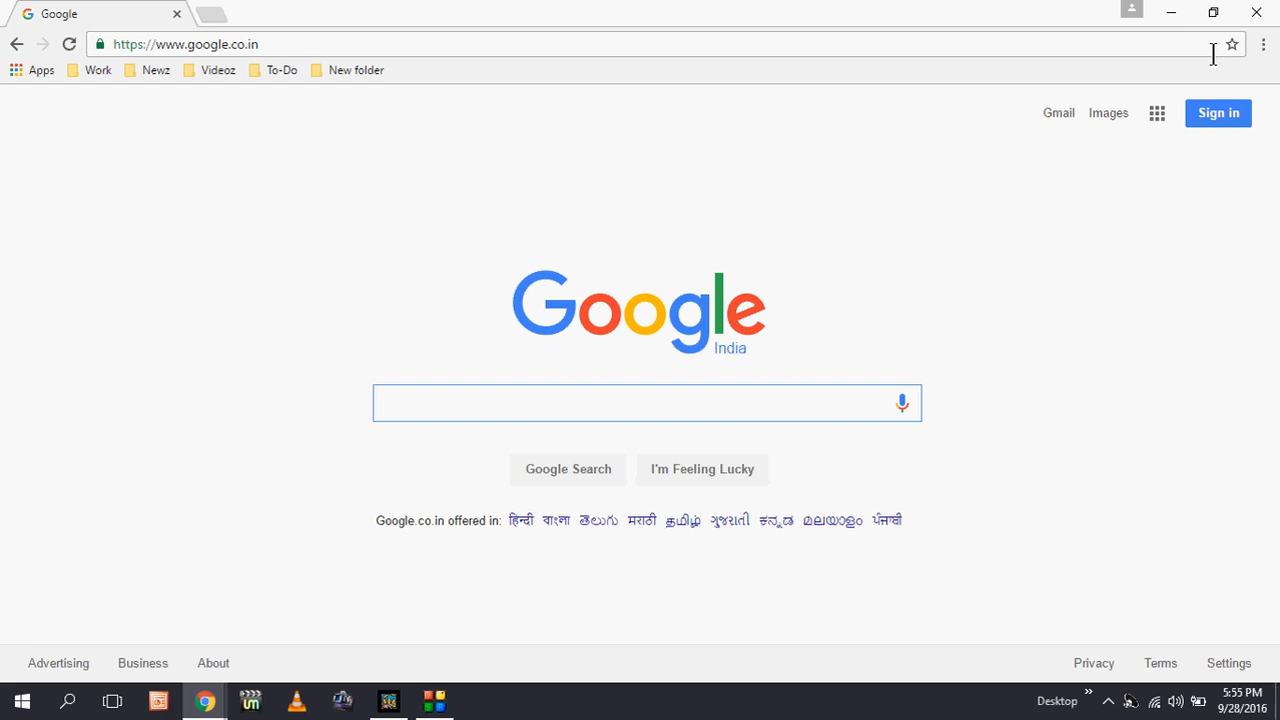 Google
https://www.google.co.in
Apps Work Newz Videoz To-Do New folder
Gmail Images Sign in
Google
India
Google Search I'm Feeling Lucky
Google.co.in offered in: हिन्दी বাংলা తెలుగు मराठी தமிழ் ગુજરાતી ಕನ್ನಡ മലയാളം ਪੰਜਾਬੀ
Advertising Business About Privacy Terms Settings
Desktop
5:55 PM
9/28/2016